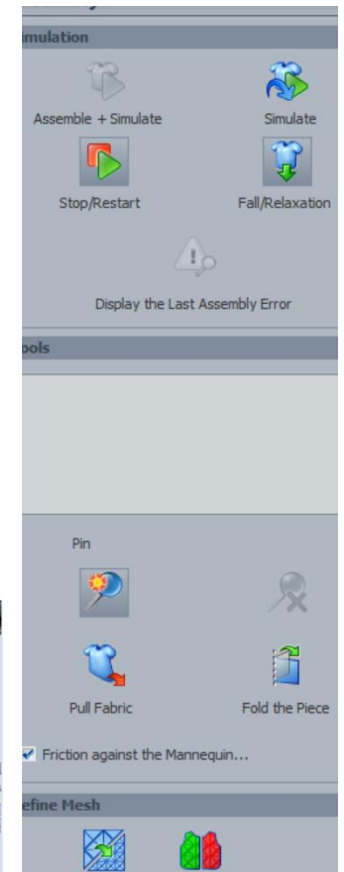 imulation
Assemble + Simulate
Simulate
Stop/Restart
Fall/Relaxation
Display the Last Assembly Error
ools
Pin
Pull Fabric
Fold the Piece
Friction against the Mannequin...
efine Mesh